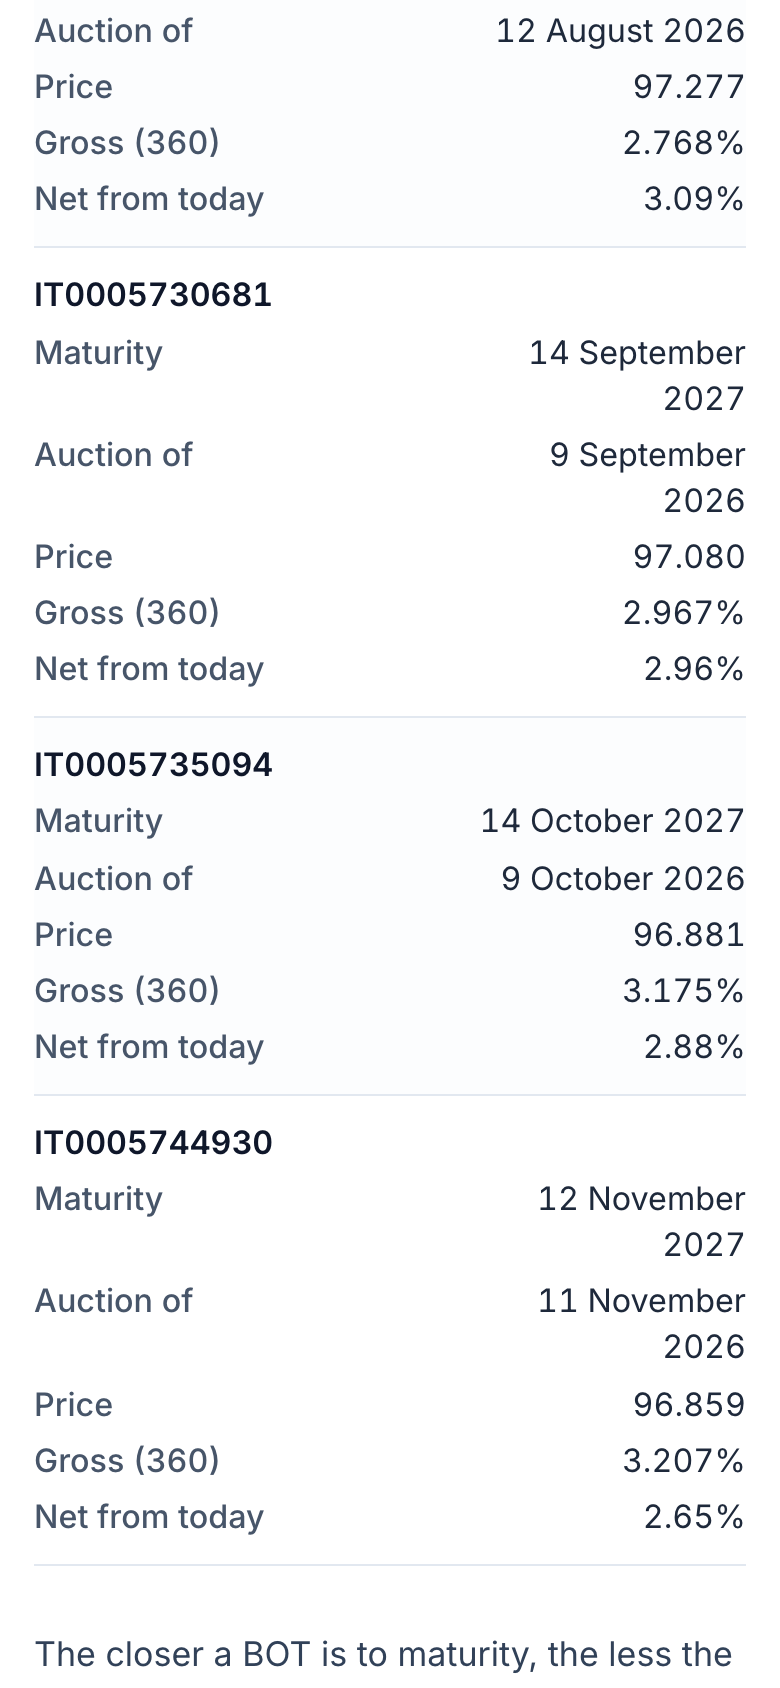 Auction of 12 August 2026
Price 97.277
Gross (360) 2.768%
Net from today 3.09%
IT0005730681
Maturity 14 September
2027
Auction of 9 September
2026
Price 97.080
Gross (360) 2.967%
Net from today 2.96%
IT0005735094
Maturity 14 October 2027
Auction of 9 October 2026
Price 96.881
Gross (360) 3.175%
Net from today 2.88%
IT0005744930
Maturity 12 November
2027
Auction of 11 November
2026
Price 96.859
Gross (360) 3.207%
Net from today 2.65%
The closer a BOT is to maturity, the less the